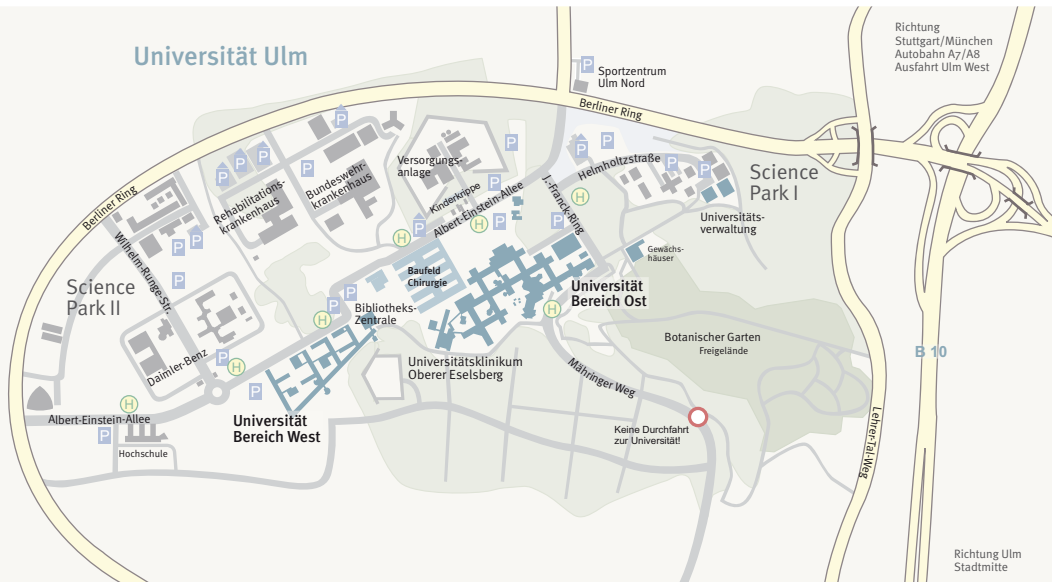 Universität Ulm
Richtung
Stuttgart/München
Autobahn A7/A8
Ausfahrt Ulm West
P
Sportzentrum
Ulm Nord
Berliner Ring
P
P
P
P
P
P
P
P
Versorgungs-
anlage
Helmholtzstraße
P
P
Science
Park I
Bundeswehr-
krankenhaus
Rehabilitations-
krankenhaus
Kinderkrippe
P
Albert-Einstein-Allee
J.-Franck-Ring
H
Universitäts-
verwaltung
Berliner Ring
P
H
P
P
H
P
P
Wilhelm-Runge-Str.
Gewächs-
häuser
Baufeld
Chirurgie
Science
Park II
P
P
P
H
Bibliotheks-
Zentrale
Universität
Bereich Ost
H
Botanischer Garten
Freigelände
B 10
Daimler-Benz
P
H
P
Universitätsklinikum
Oberer Eselsberg
Mähringer Weg
H
Albert-Einstein-Allee
P
Hochschule
Universität
Bereich West
Keine Durchfahrt
zur Universität!
Lehrer-Tal-Weg
Richtung Ulm
Stadtmitte